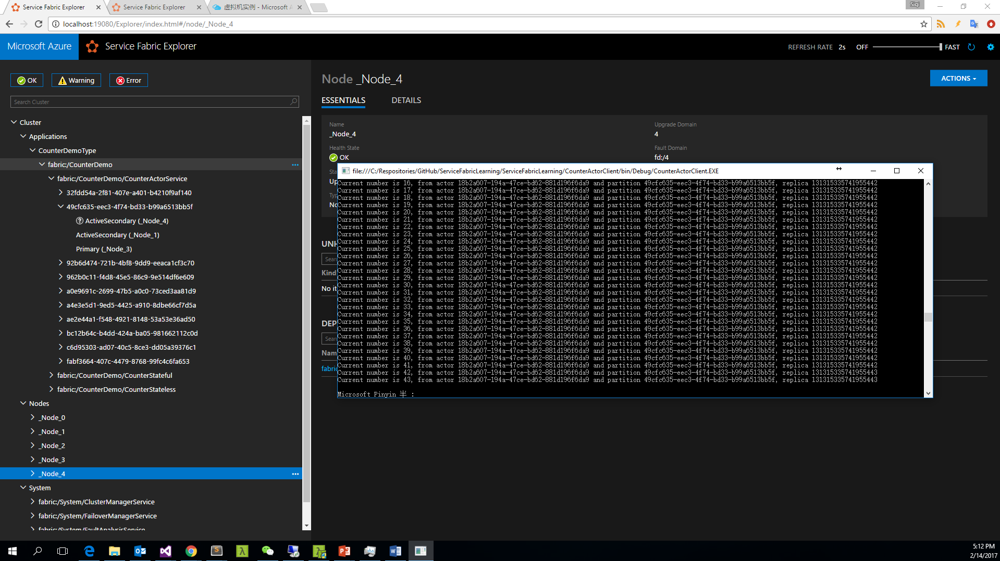 Service Fabric Explorer
Service Fabric Explorer
虚拟机实例 - Microsoft A
Siqi
localhost:19080/Explorer/index.html#/node/_Node_4
Microsoft Azure
Service Fabric Explorer
REFRESH RATE 2s OFF FAST
OK
Warning
Error
Search Cluster
Cluster
Applications
CounterDemoType
fabric:/CounterDemo
fabric:/CounterDemo/CounterActorService
32fdd54a-2f81-407e-a401-b4210f9af140
49cfc635-eec3-4f74-bd33-b99a6513bb5f
ActiveSecondary (_Node_4)
ActiveSecondary (_Node_1)
Primary (_Node_3)
92b6d474-721b-4bf8-9dd9-eeaca1cf3c70
962b0c11-f4d8-45e5-86c9-9e514df6e609
a0e9691c-2699-47b5-a0c0-73ced3aa81d9
a4e3e5d1-9ed5-4425-a910-8dbe66cf7d5a
ae2e44a1-f548-4921-8148-53a53e36ad50
bc12b64c-b4dd-424a-ba05-981662112c0d
c6d95303-ad07-40c5-8ce3-dd05a39376c1
fabf3664-407c-4479-8768-99fc4c6fa653
fabric:/CounterDemo/CounterStateful
fabric:/CounterDemo/CounterStateless
Nodes
_Node_0
_Node_1
_Node_2
_Node_3
_Node_4
System
fabric:/System/ClusterManagerService
fabric:/System/FailoverManagerService
fabric:/System/FaultAnalysisService
Node _Node_4
ACTIONS
ESSENTIALS
DETAILS
Name
_Node_4
Upgrade Domain
4
Health State
OK
Fault Domain
fd:/4
Sta
Up
Typ
No
UNH
Sear
Kind
No it
DEP
Sear
Nam
fabric
file:///C:/Respositories/GitHub/ServiceFabricLearning/ServiceFabricLearning/CounterActorClient/bin/Debug/CounterActorClient.EXE
Current number is 16, from actor 18b2a607-194a-47ce-bd62-881d196f6da9 and partition 49cfc635-eec3-4f74-bd33-b99a6513bb5f, replica 131315335741955442
Current number is 17, from actor 18b2a607-194a-47ce-bd62-881d196f6da9 and partition 49cfc635-eec3-4f74-bd33-b99a6513bb5f, replica 131315335741955442
Current number is 18, from actor 18b2a607-194a-47ce-bd62-881d196f6da9 and partition 49cfc635-eec3-4f74-bd33-b99a6513bb5f, replica 131315335741955442
Current number is 19, from actor 18b2a607-194a-47ce-bd62-881d196f6da9 and partition 49cfc635-eec3-4f74-bd33-b99a6513bb5f, replica 131315335741955442
Current number is 20, from actor 18b2a607-194a-47ce-bd62-881d196f6da9 and partition 49cfc635-eec3-4f74-bd33-b99a6513bb5f, replica 131315335741955442
Current number is 21, from actor 18b2a607-194a-47ce-bd62-881d196f6da9 and partition 49cfc635-eec3-4f74-bd33-b99a6513bb5f, replica 131315335741955442
Current number is 22, from actor 18b2a607-194a-47ce-bd62-881d196f6da9 and partition 49cfc635-eec3-4f74-bd33-b99a6513bb5f, replica 131315335741955442
Current number is 23, from actor 18b2a607-194a-47ce-bd62-881d196f6da9 and partition 49cfc635-eec3-4f74-bd33-b99a6513bb5f, replica 131315335741955442
Current number is 24, from actor 18b2a607-194a-47ce-bd62-881d196f6da9 and partition 49cfc635-eec3-4f74-bd33-b99a6513bb5f, replica 131315335741955442
Current number is 25, from actor 18b2a607-194a-47ce-bd62-881d196f6da9 and partition 49cfc635-eec3-4f74-bd33-b99a6513bb5f, replica 131315335741955442
Current number is 26, from actor 18b2a607-194a-47ce-bd62-881d196f6da9 and partition 49cfc635-eec3-4f74-bd33-b99a6513bb5f, replica 131315335741955442
Current number is 27, from actor 18b2a607-194a-47ce-bd62-881d196f6da9 and partition 49cfc635-eec3-4f74-bd33-b99a6513bb5f, replica 131315335741955442
Current number is 28, from actor 18b2a607-194a-47ce-bd62-881d196f6da9 and partition 49cfc635-eec3-4f74-bd33-b99a6513bb5f, replica 131315335741955442
Current number is 29, from actor 18b2a607-194a-47ce-bd62-881d196f6da9 and partition 49cfc635-eec3-4f74-bd33-b99a6513bb5f, replica 131315335741955442
Current number is 30, from actor 18b2a607-194a-47ce-bd62-881d196f6da9 and partition 49cfc635-eec3-4f74-bd33-b99a6513bb5f, replica 131315335741955442
Current number is 31, from actor 18b2a607-194a-47ce-bd62-881d196f6da9 and partition 49cfc635-eec3-4f74-bd33-b99a6513bb5f, replica 131315335741955442
Current number is 32, from actor 18b2a607-194a-47ce-bd62-881d196f6da9 and partition 49cfc635-eec3-4f74-bd33-b99a6513bb5f, replica 131315335741955442
Current number is 33, from actor 18b2a607-194a-47ce-bd62-881d196f6da9 and partition 49cfc635-eec3-4f74-bd33-b99a6513bb5f, replica 131315335741955442
Current number is 34, from actor 18b2a607-194a-47ce-bd62-881d196f6da9 and partition 49cfc635-eec3-4f74-bd33-b99a6513bb5f, replica 131315335741955442
Current number is 35, from actor 18b2a607-194a-47ce-bd62-881d196f6da9 and partition 49cfc635-eec3-4f74-bd33-b99a6513bb5f, replica 131315335741955442
Current number is 36, from actor 18b2a607-194a-47ce-bd62-881d196f6da9 and partition 49cfc635-eec3-4f74-bd33-b99a6513bb5f, replica 131315335741955442
Current number is 37, from actor 18b2a607-194a-47ce-bd62-881d196f6da9 and partition 49cfc635-eec3-4f74-bd33-b99a6513bb5f, replica 131315335741955442
Current number is 38, from actor 18b2a607-194a-47ce-bd62-881d196f6da9 and partition 49cfc635-eec3-4f74-bd33-b99a6513bb5f, replica 131315335741955442
Current number is 39, from actor 18b2a607-194a-47ce-bd62-881d196f6da9 and partition 49cfc635-eec3-4f74-bd33-b99a6513bb5f, replica 131315335741955442
Current number is 40, from actor 18b2a607-194a-47ce-bd62-881d196f6da9 and partition 49cfc635-eec3-4f74-bd33-b99a6513bb5f, replica 131315335741955442
Current number is 41, from actor 18b2a607-194a-47ce-bd62-881d196f6da9 and partition 49cfc635-eec3-4f74-bd33-b99a6513bb5f, replica 131315335741955442
Current number is 42, from actor 18b2a607-194a-47ce-bd62-881d196f6da9 and partition 49cfc635-eec3-4f74-bd33-b99a6513bb5f, replica 131315335741955443
Current number is 43, from actor 18b2a607-194a-47ce-bd62-881d196f6da9 and partition 49cfc635-eec3-4f74-bd33-b99a6513bb5f, replica 131315335741955443
Microsoft Pinyin 半 :
5:12 PM
2/14/2017